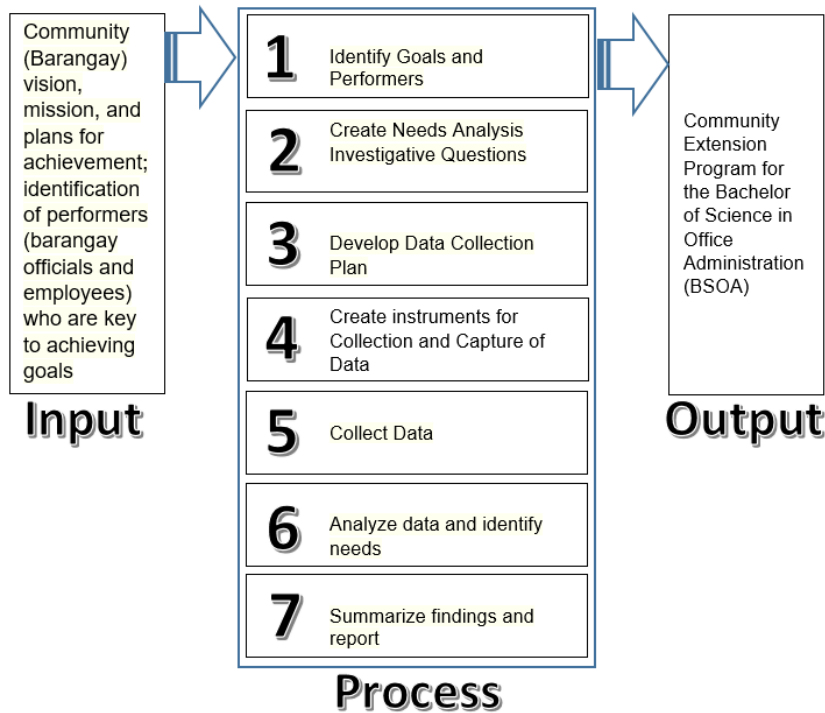 Community
(Barangay)
vision,
mission, and
plans for
achievement;
identification
of performers
(barangay
officials and
employees)
who are key
to achieving
goals
Input
1
Identify Goals and
Performers
2
Create Needs Analysis
Investigative Questions
3
Develop Data Collection
Plan
4
Create instruments for
Collection and Capture of
Data
5
Collect Data
6
Analyze data and identify
needs
7
Summarize findings and
report
Process
Community
Extension
Program for
the Bachelor
of Science in
Office
Administration
(BSOA)
Output